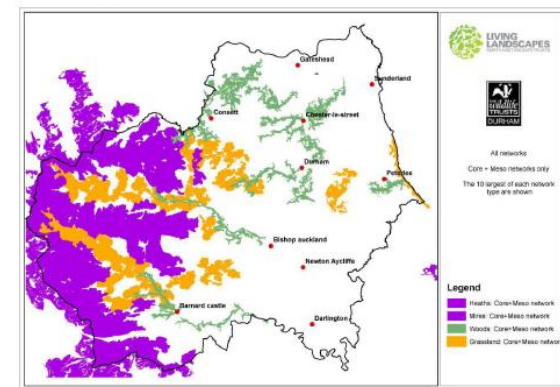 Gateshead
Sunderland
Consett
Chester-le-street
Durham
Peterlee
Bishop auckland
Newton Aycliffe
Barnard castle
Darlington
LIVING
LANDSCAPES
WILDLIFE
TRUSTS
DURHAM
All networks
Core + Meso networks only
The 10 largest of each network
type are shown
Legend
Heaths: Core+Meso network
Mires: Core+Meso network
Woods: Core+Meso network
Grassland: Core+Meso networ